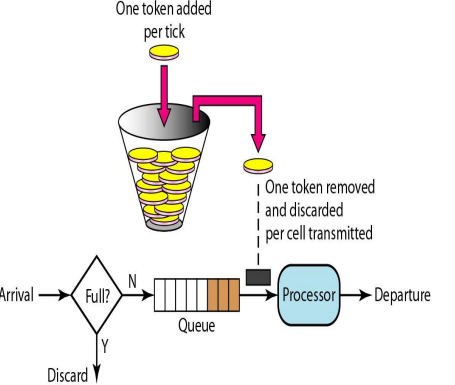 One token added
per tick
One token removed
and discarded
per cell transmitted
Arrival
Full?
N
Queue
Processor
Departure
Y
Discard